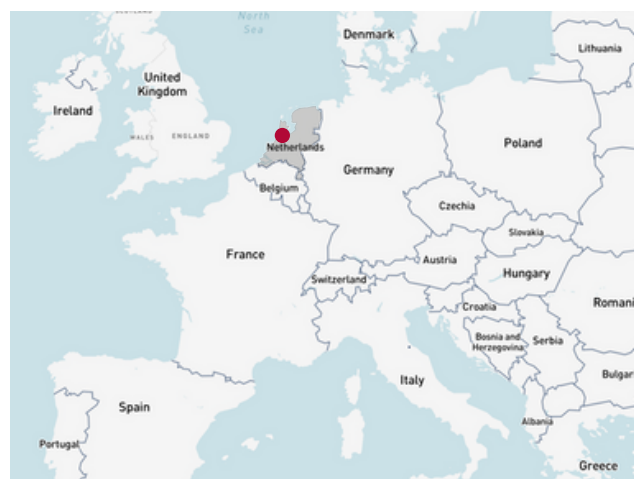 North
Sea
Denmark
Lithuania
United
Kingdom
Ireland
WALES
ENGLAND
Netherlands
Poland
Germany
Belgium
Czechia
Slovakia
France
Austria
Switzerland
Hungary
Croatia
Romani
Bosnia and
Herzegovina
Serbia
Bulgar
Italy
Spain
Albania
Portugal
Greece